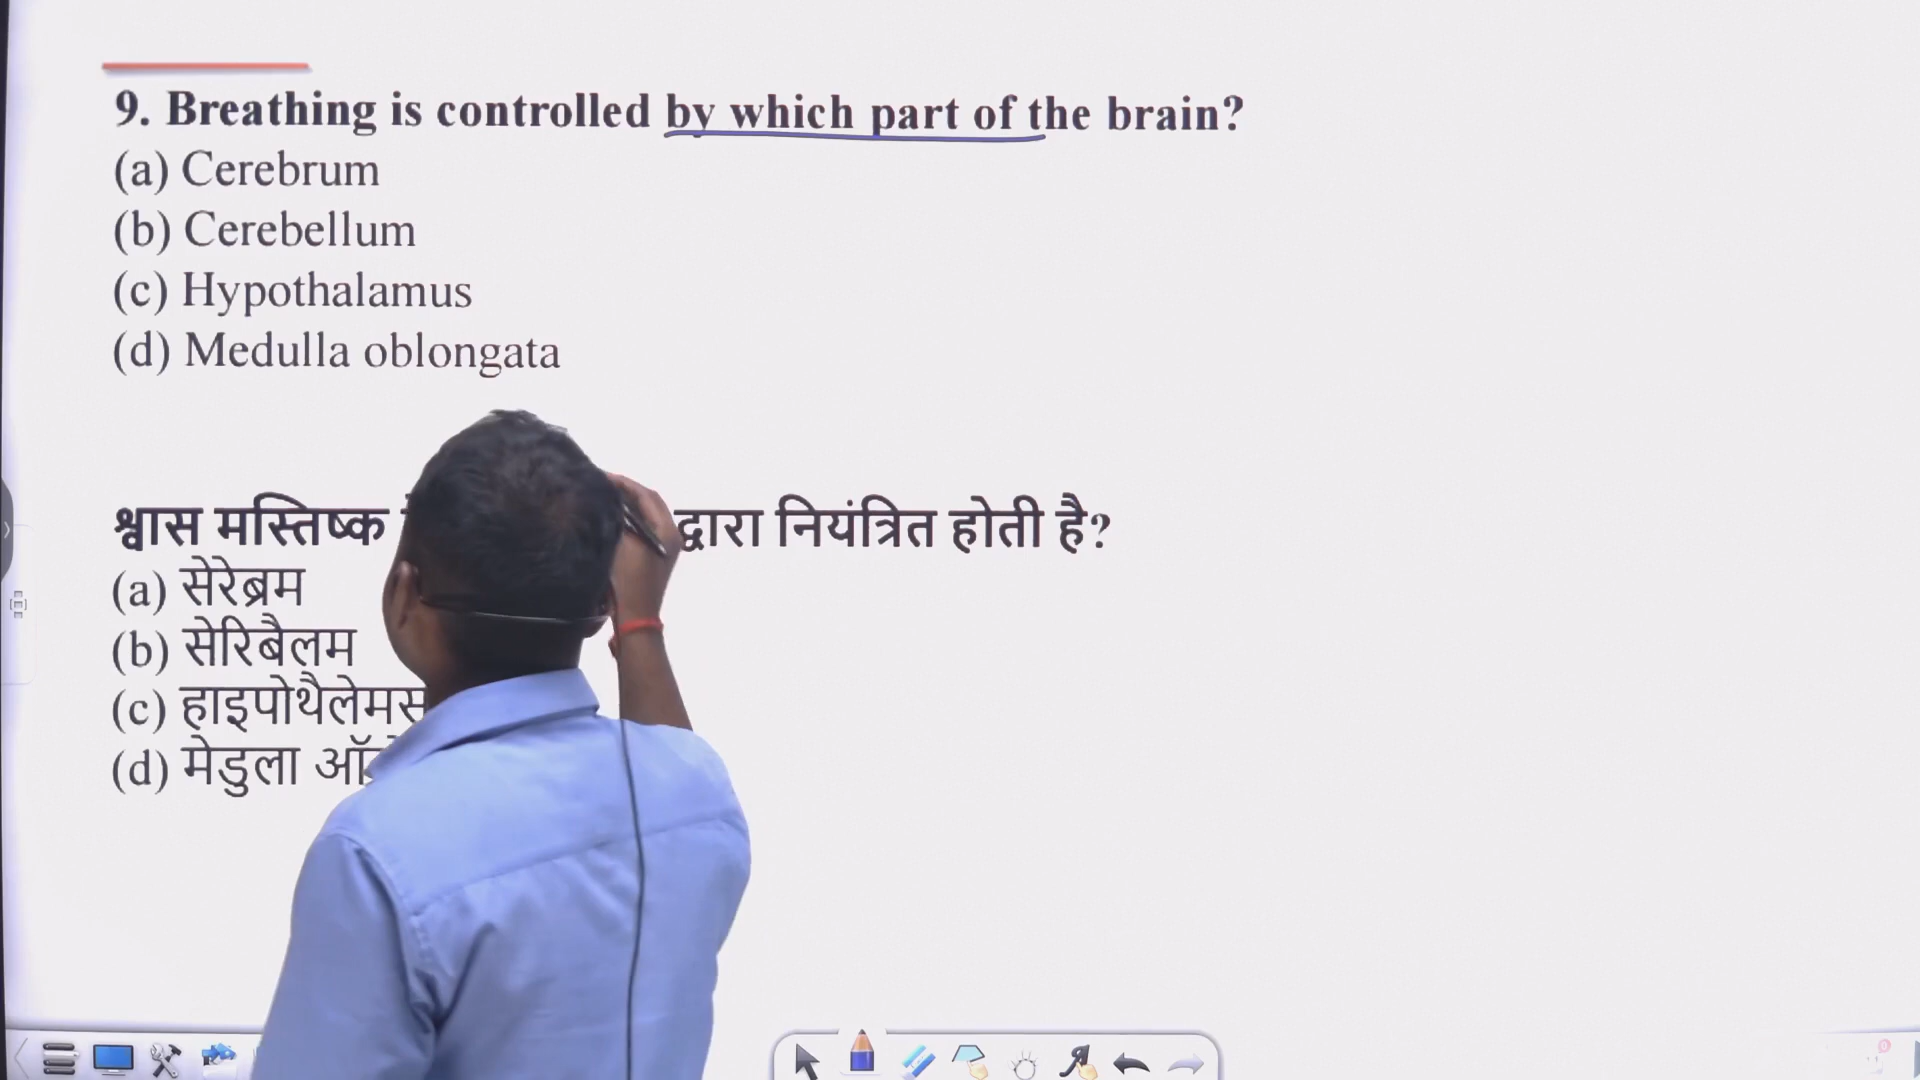 9. Breathing is controlled by which part of the brain?
(a) Cerebrum
(b) Cerebellum
(c) Hypothalamus
(d) Medulla oblongata
श्वास मस्तिष्क द्वारा नियंत्रित होती है?
(a) सेरेब्रम
(b) सेरिबैलम
(c) हाइपोथैलेमस
(d) मेडुला